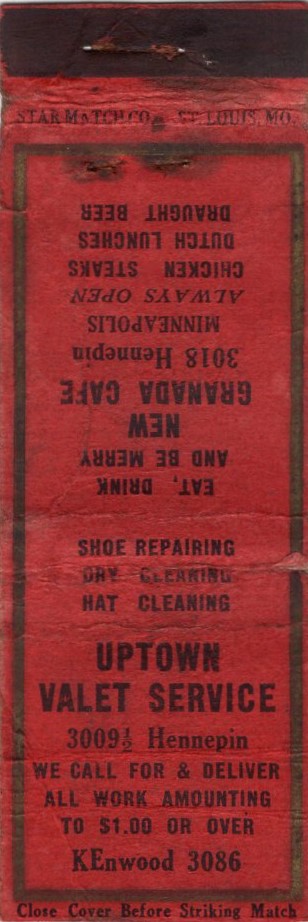 STAR MATCH CO. ST. LOUIS, MO.
EAT, DRINK
AND BE MERRY
NEW
GRANADA CAFE
3018 Hennepin
MINNEAPOLIS
ALWAYS OPEN
CHICKEN STEAKS
DUTCH LUNCHES
DRAUGHT BEER
SHOE REPAIRING
DRY CLEANING
HAT CLEANING
UPTOWN
VALET SERVICE
3009½ Hennepin
WE CALL FOR & DELIVER
ALL WORK AMOUNTING
TO $1.00 OR OVER
KEnwood 3086
Close Cover Before Striking Match